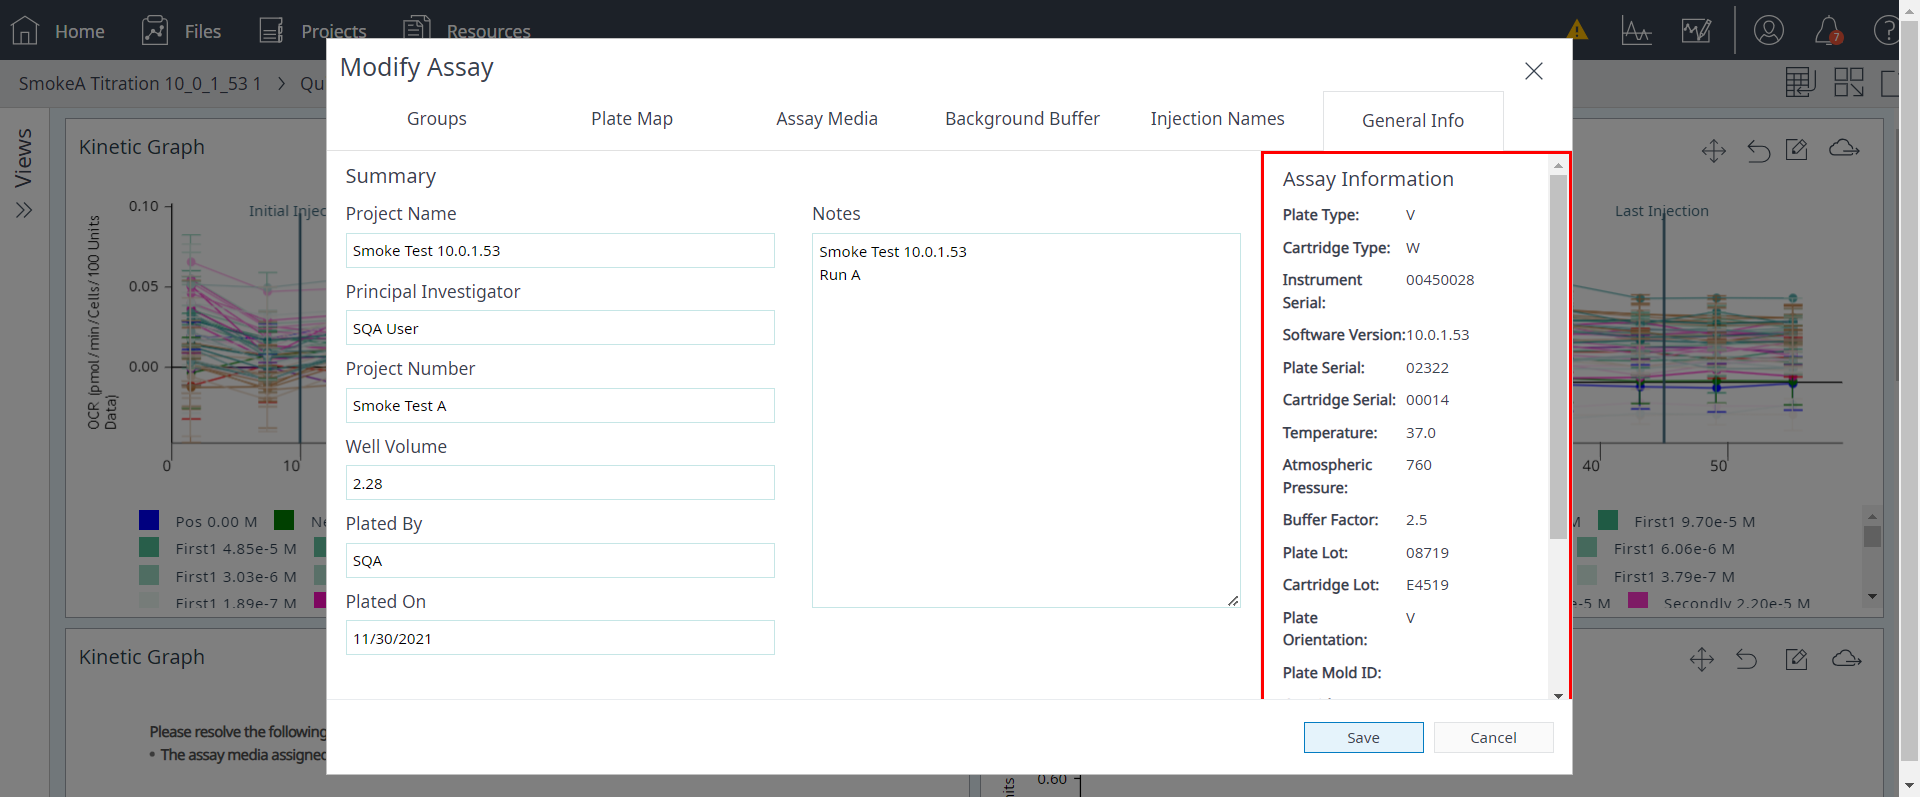 Home
Files
Projects
Resources
7
SmokeA Titration 10_0_1_53 1
Qu
Views
Modify Assay
Groups
Plate Map
Assay Media
Background Buffer
Injection Names
General Info
Summary
Project Name
Smoke Test 10.0.1.53
Principal Investigator
SQA User
Project Number
Smoke Test A
Well Volume
2.28
Plated By
SQA
Plated On
11/30/2021
Notes
Smoke Test 10.0.1.53
Run A
Assay Information
Plate Type: V
Cartridge Type: W
Instrument 00450028
Serial:
Software Version: 10.0.1.53
Plate Serial: 02322
Cartridge Serial: 00014
Temperature: 37.0
Atmospheric 760
Pressure:
Buffer Factor: 2.5
Plate Lot: 08719
Cartridge Lot: E4519
Plate V
Orientation:
Plate Mold ID:
Save
Cancel
Kinetic Graph
Initial Injec
Last Injection
OCR (pmol/min/Cells/100 Units
Data)
0.10
0.05
0.00
0
10
40
50
Pos 0.00 M
Ne
First1 4.85e-5 M
First1 3.03e-6 M
First1 1.89e-7 M
M
First1 9.70e-5 M
First1 6.06e-6 M
First1 3.79e-7 M
e-5 M
Secondly 2.20e-5 M
Kinetic Graph
Please resolve the following
• The assay media assigned
0.60